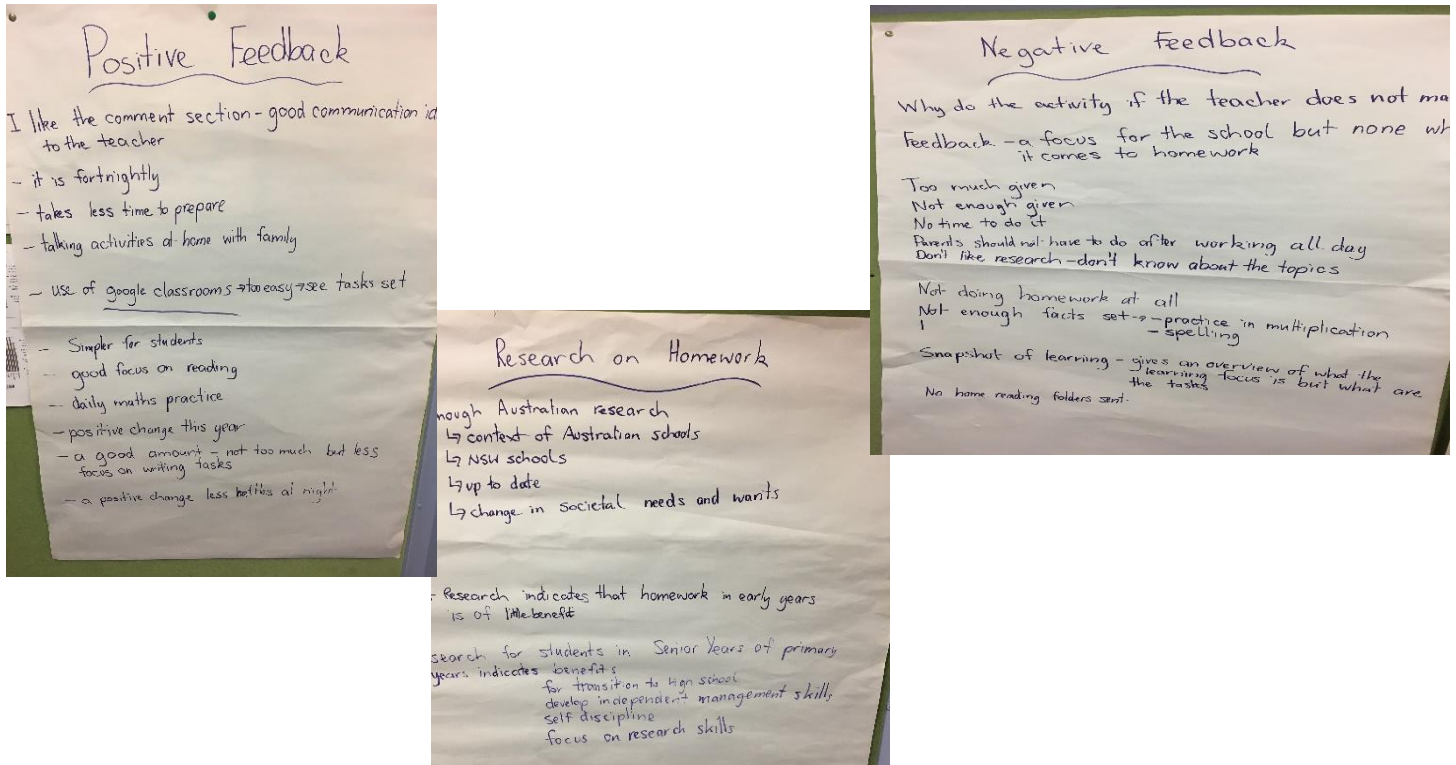 Positive Feedback
I like the comment section - good communication
to the teacher
- it is fortnightly
- takes less time to prepare
- talking activities at home with family
- use of google classrooms → too easy → see tasks set
- Simpler for students
- good focus on reading
- daily maths practice
- positive change this year
- a good amount - not too much but less
focus on writing tasks
- a positive change less at night.
Research on Homework
Australian research
↳ context of Australian schools
↳ NSW schools
↳ up to date
↳ change in societal needs and wants
- Research indicates that homework in early years
is of little benefit
search for students in Senior Years of primary
years indicates benefits
for transition to high school
develop independent management skills
self discipline
focus on research skills
Negative Feedback
Why do the activity if the teacher does not
Feedback - a focus for the school but none
it comes to homework
Too much given
Not enough given
No time to do it
Parents should not have to do after working all day
Don't like research - don't know about the topics
Not doing homework at all
Not enough facts set → - practice in multiplication
- spelling
Snapshot of learning - gives an overview of what the
learning focus is but what are
the tasks
No home reading folders sent.